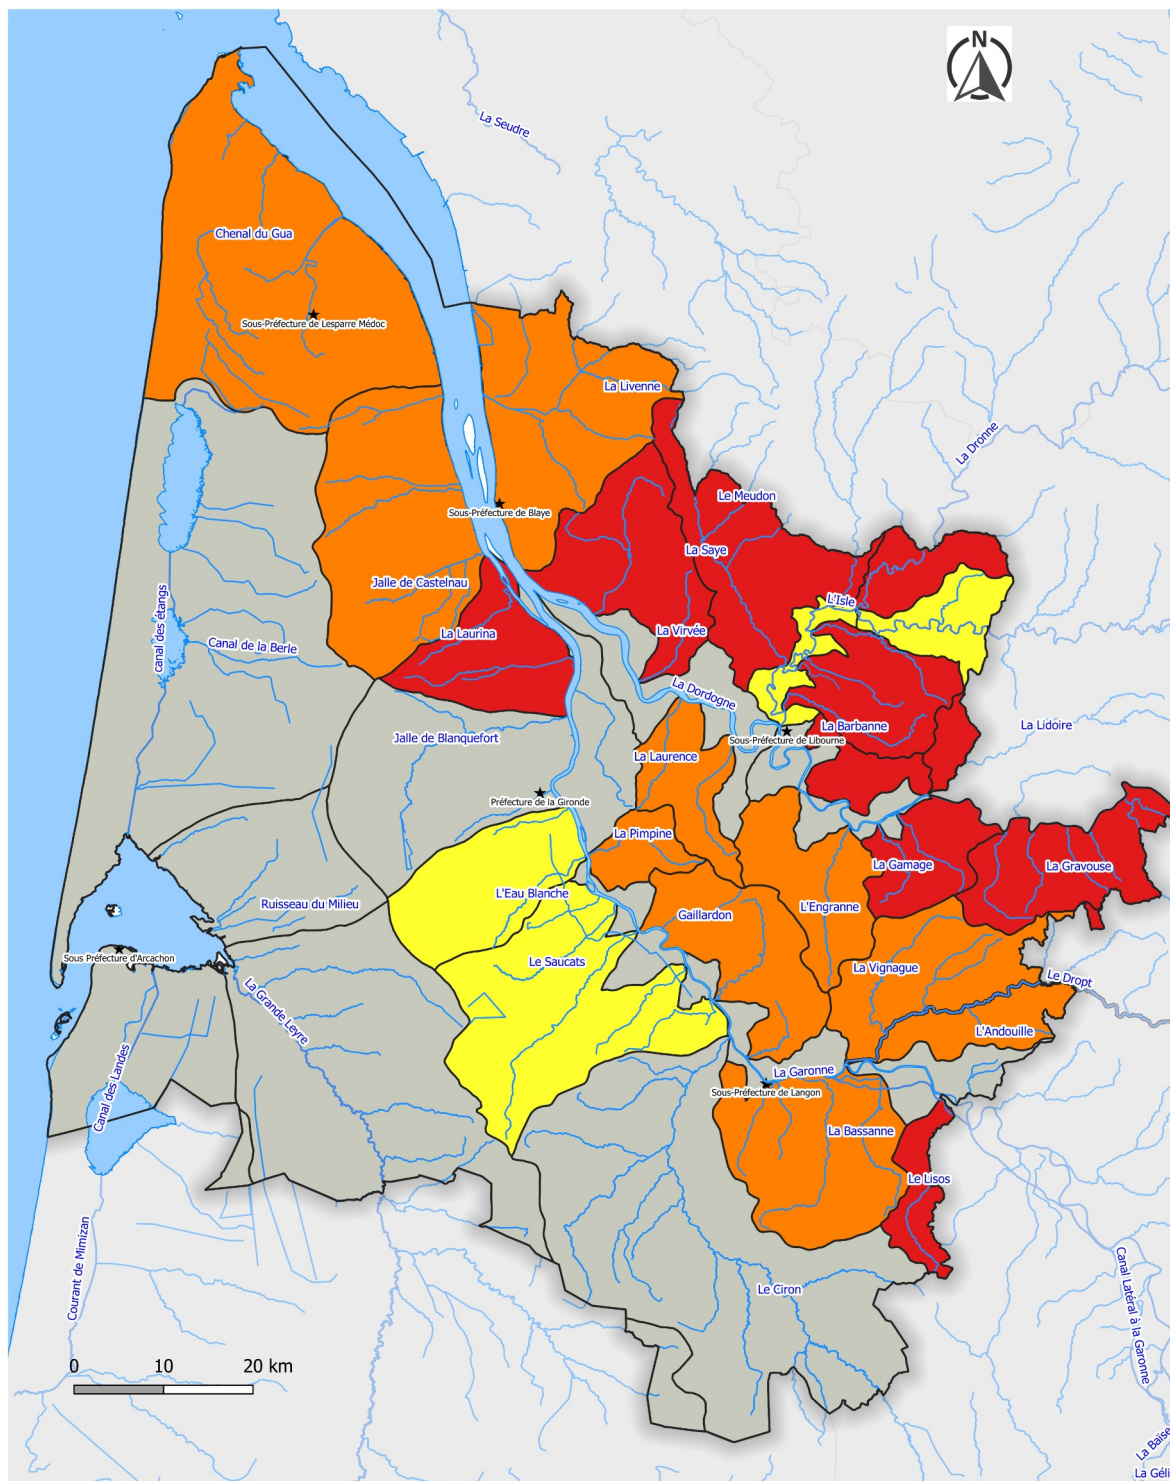 N
La Seudre
Chenal du Gua
Sous-Préfecture de Lesparre Médoc
La Livenne
La Dronne
Le Meudon
Sous-Préfecture de Blaye
La Saye
Jalle de Castelnau
L'Isle
canal des étangs
La Laurina
La Virvée
Canal de la Berle
La Dordogne
La Barbanne
La Lidoire
Jalle de Blanquefort
Sous-Préfecture de Libourne
La Laurence
Préfecture de la Gironde
La Pimpine
La Gamage
La Gravouse
L'Eau Blanche
Ruisseau du Milieu
Gaillardon
L'Engranne
Sous Préfecture d'Arcachon
Le Saucats
La Vignague
Le Dropt
La Grande Leyre
L'Andouille
Canal des Landes
La Garonne
Sous-Préfecture de Langon
La Bassanne
Le Lisos
Courant de Mimizan
Le Ciron
Canal Latéral à la Garonne
0 10 20 km
La Baïse
La Géli